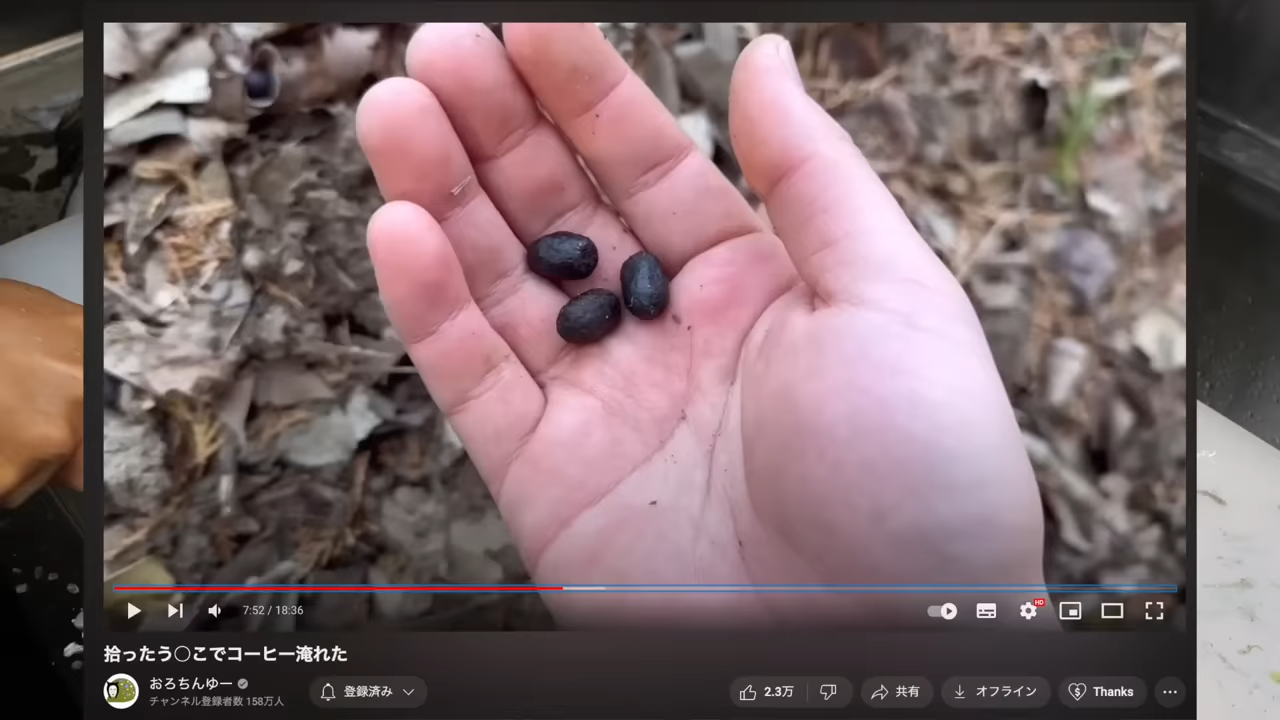 7:52 / 18:36
HD
拾ったう〇こでコーヒー淹れた
おろちんゆー
チャンネル登録者数 158万人
登録済み
2.3万
共有
オフライン
Thanks